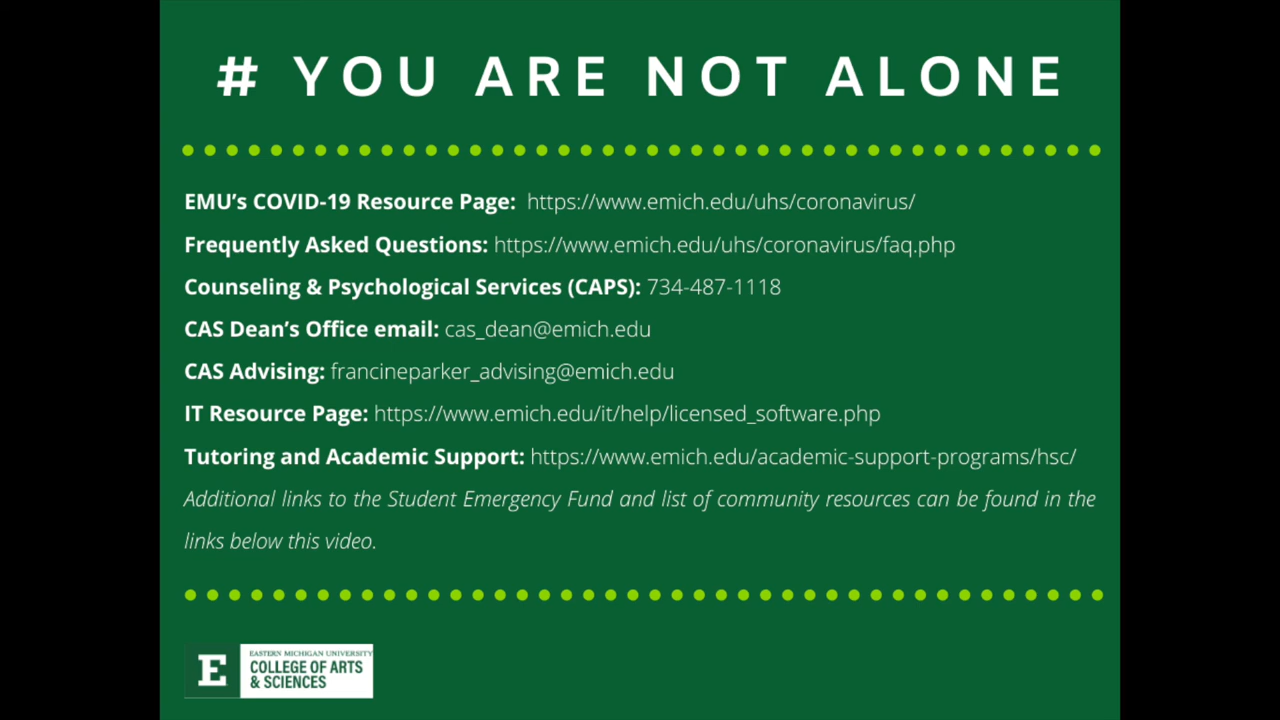 # YOU ARE NOT ALONE
EMU's COVID-19 Resource Page: https://www.emich.edu/uhs/coronavirus/
Frequently Asked Questions: https://www.emich.edu/uhs/coronavirus/faq.php
Counseling & Psychological Services (CAPS): 734-487-1118
CAS Dean's Office email: cas_dean@emich.edu
CAS Advising: francineparker_advising@emich.edu
IT Resource Page: https://www.emich.edu/it/help/licensed_software.php
Tutoring and Academic Support: https://www.emich.edu/academic-support-programs/hsc/
Additional links to the Student Emergency Fund and list of community resources can be found in the
links below this video.
E
EASTERN MICHIGAN UNIVERSITY
COLLEGE OF ARTS
& SCIENCES